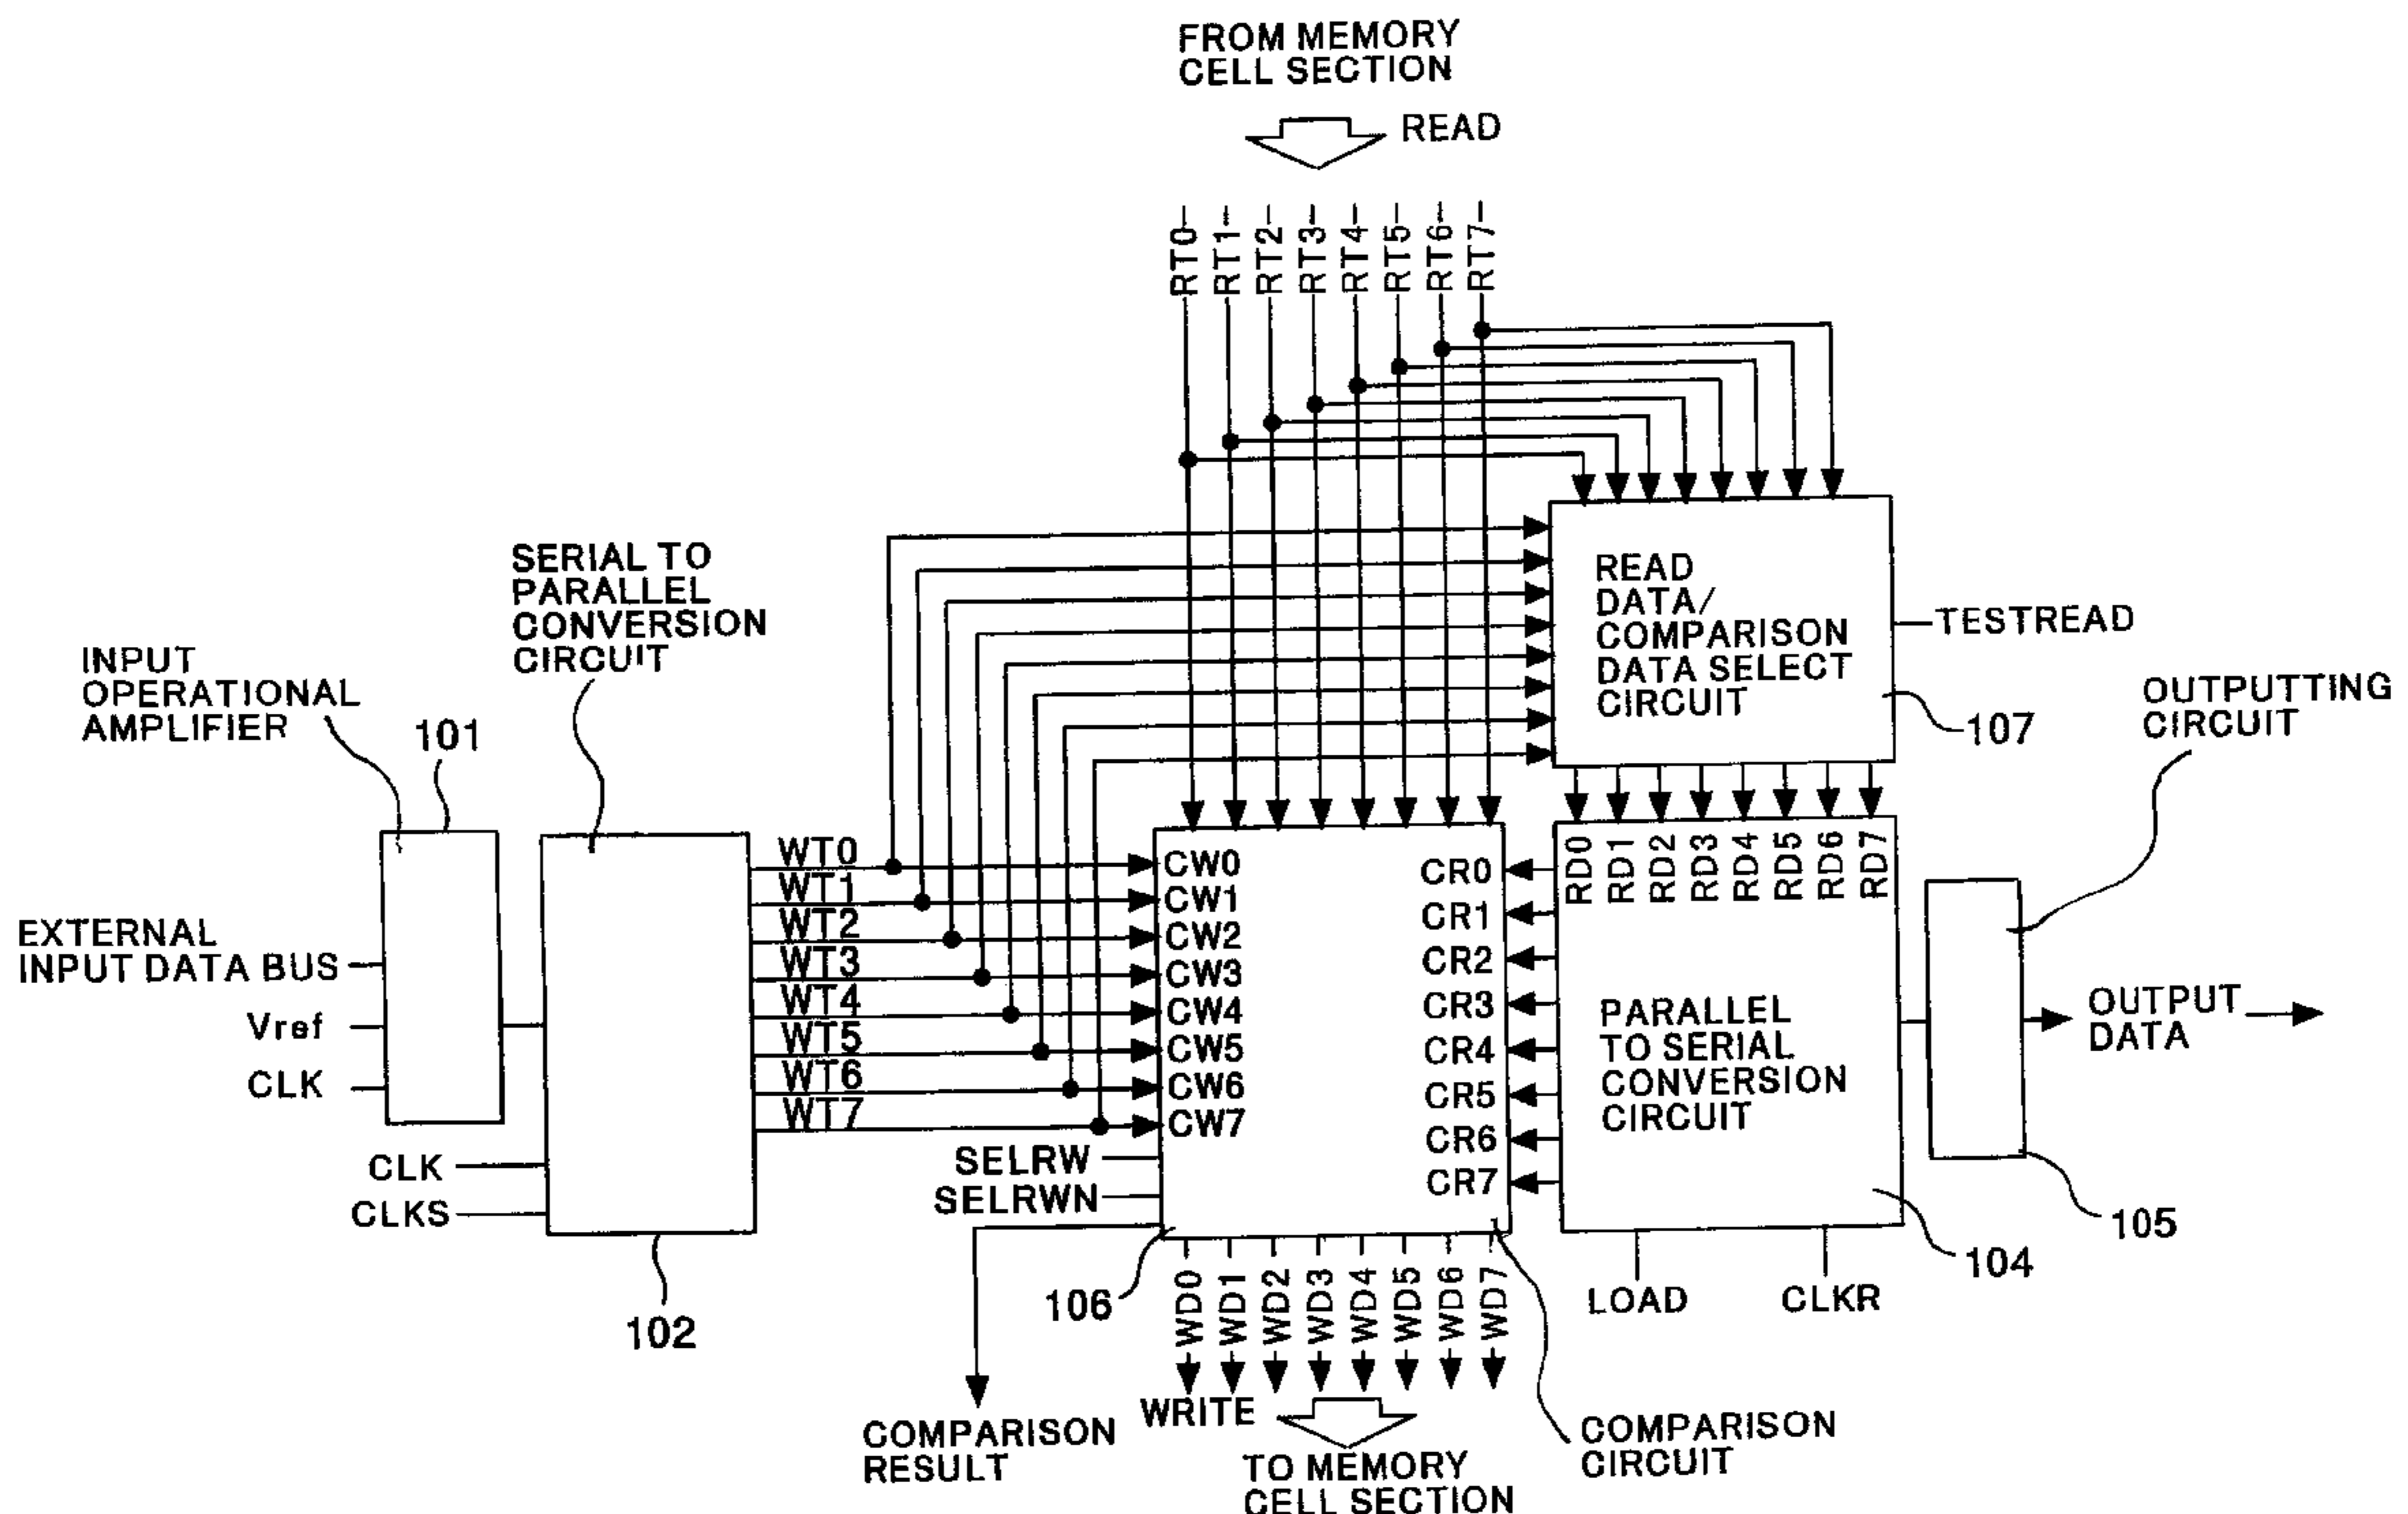 FROM MEMORY
CELL SECTION
READ
RT0
RT1
RT2
RT3
RT4
RT5
RT6
RT7
SERIAL TO
PARALLEL
CONVERSION
CIRCUIT
READ
DATA/
COMPARISON
DATA SELECT
CIRCUIT
TESTREAD
107
INPUT
OPERATIONAL
AMPLIFIER
101
OUTPUTTING
CIRCUIT
EXTERNAL
INPUT DATA BUS
Vref
CLK
CLK
CLKS
102
WT0
WT1
WT2
WT3
WT4
WT5
WT6
WT7
CW0
CW1
CW2
CW3
CW4
CW5
CW6
CW7
SELRW
SELRWN
CR0
CR1
CR2
CR3
CR4
CR5
CR6
CR7
RD0
RD1
RD2
RD3
RD4
RD5
RD6
RD7
PARALLEL
TO SERIAL
CONVERSION
CIRCUIT
OUTPUT
DATA
105
104
LOAD
CLKR
106
WD0
WD1
WD2
WD3
WD4
WD5
WD6
WD7
COMPARISON
RESULT
WRITE
TO MEMORY
CELL SECTION
COMPARISON
CIRCUIT